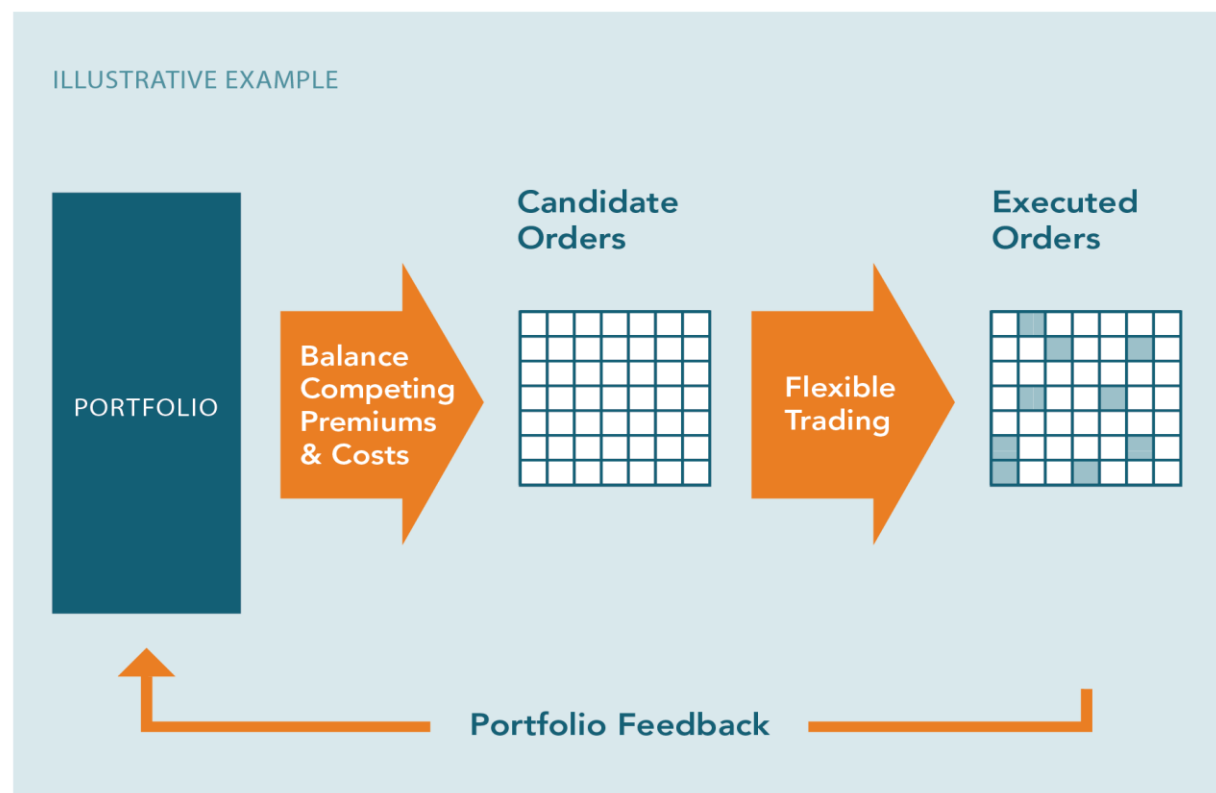 ILLUSTRATIVE EXAMPLE
PORTFOLIO
Balance
Competing
Premiums
& Costs
Candidate
Orders
Flexible
Trading
Executed
Orders
Portfolio Feedback